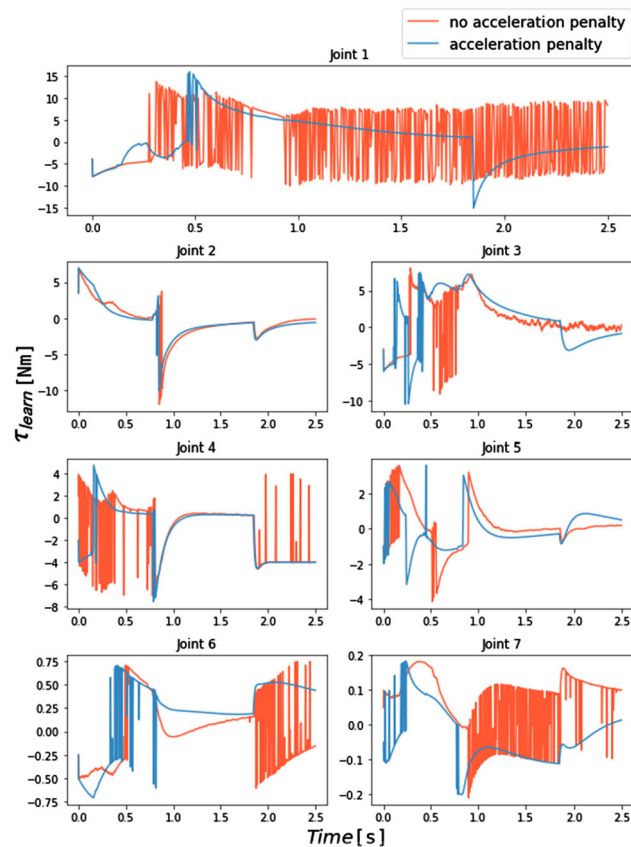 no acceleration penalty
acceleration penalty
Joint 1
15
10
5
0
−5
−10
−15
0.0 0.5 1.0 1.5 2.0 2.5
Joint 2 Joint 3
5
0
−5
−10
0.0 0.5 1.0 1.5 2.0 2.5
5
0
−5
−10
0.0 0.5 1.0 1.5 2.0 2.5
τlearn [Nm]
Joint 4 Joint 5
4
2
0
−2
−4
−6
−8
0.0 0.5 1.0 1.5 2.0 2.5
2
0
−2
−4
0.0 0.5 1.0 1.5 2.0 2.5
Joint 6 Joint 7
0.75
0.50
0.25
0.00
−0.25
−0.50
−0.75
0.0 0.5 1.0 1.5 2.0 2.5
0.2
0.1
0.0
−0.1
−0.2
0.0 0.5 1.0 1.5 2.0 2.5
Time[s]